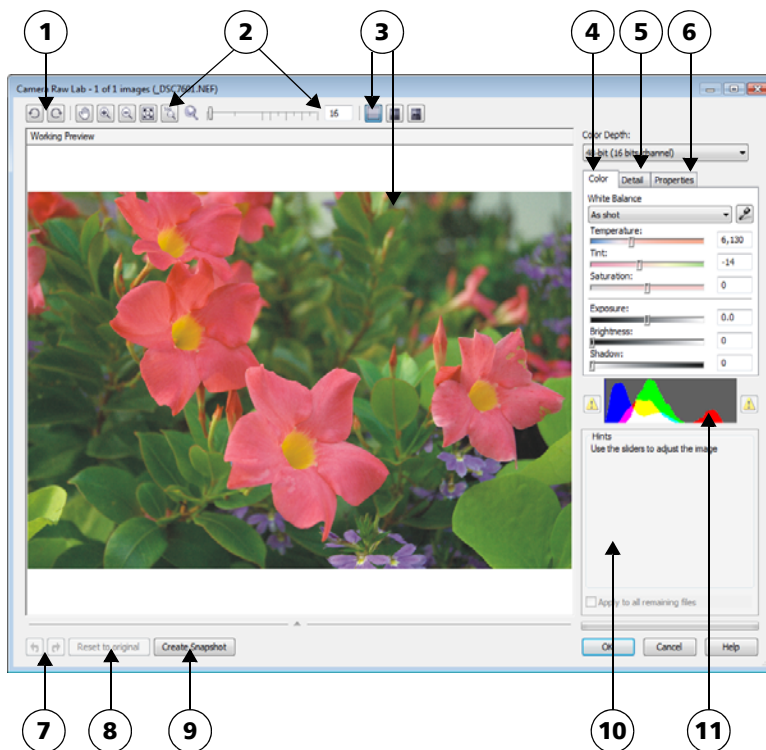 1
2
3
4
5
6
Camera Raw Lab - 1 of 1 images (_DSC7601.NEF)
16
Working Preview
Color Depth:
48-bit (16 bits channel)
Color
Detail
Properties
White Balance
As shot
Temperature:
6,130
Tint:
-14
Saturation:
0
Exposure:
0.0
Brightness:
0
Shadow:
0
Hints
Use the sliders to adjust the image
Apply to all remaining files
Reset to original
Create Snapshot
OK
Cancel
Help
7
8
9
10
11